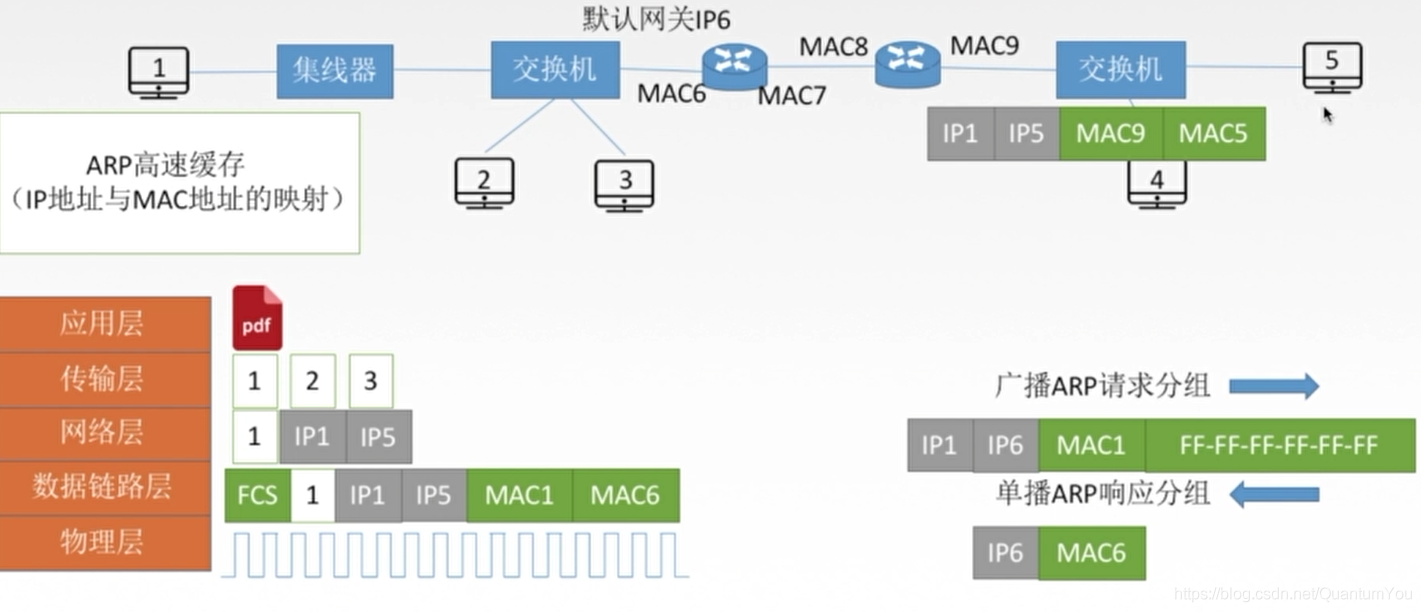 默认网关IP6
1
集线器
交换机
MAC6
MAC7
MAC8
MAC9
交换机
5
IP1 IP5 MAC9 MAC5
2
3
4
ARP高速缓存
（IP地址与MAC地址的映射）
应用层
pdf
传输层
1 2 3
网络层
1 IP1 IP5
数据链路层
FCS 1 IP1 IP5 MAC1 MAC6
物理层
广播ARP请求分组
IP1 IP6 MAC1 FF-FF-FF-FF-FF-FF
单播ARP响应分组
IP6 MAC6
https://blog.csdn.net/QuantumYou